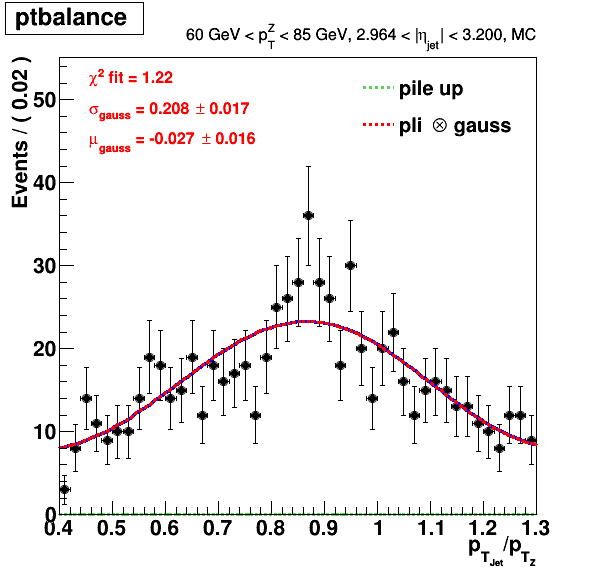 ptbalance
60 GeV < p_T^Z < 85 GeV, 2.964 < |η_jet| < 3.200, MC
Events / ( 0.02 )
χ² fit = 1.22
σ_gauss = 0.208 ± 0.017
μ_gauss = -0.027 ± 0.016
pile up
pli ⊗ gauss
50
40
30
20
10
0
0.4 0.5 0.6 0.7 0.8 0.9 1 1.1 1.2 1.3
p_T_Jet/p_T_Z